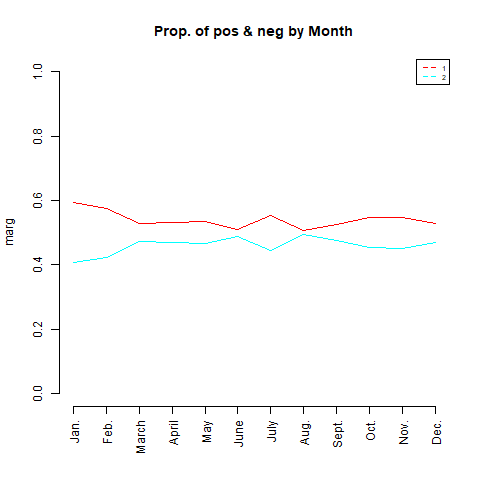 Prop. of pos & neg by Month
1
2
marg
1.0
0.8
0.6
0.4
0.2
0.0
Jan.
Feb.
March
April
May
June
July
Aug.
Sept.
Oct.
Nov.
Dec.